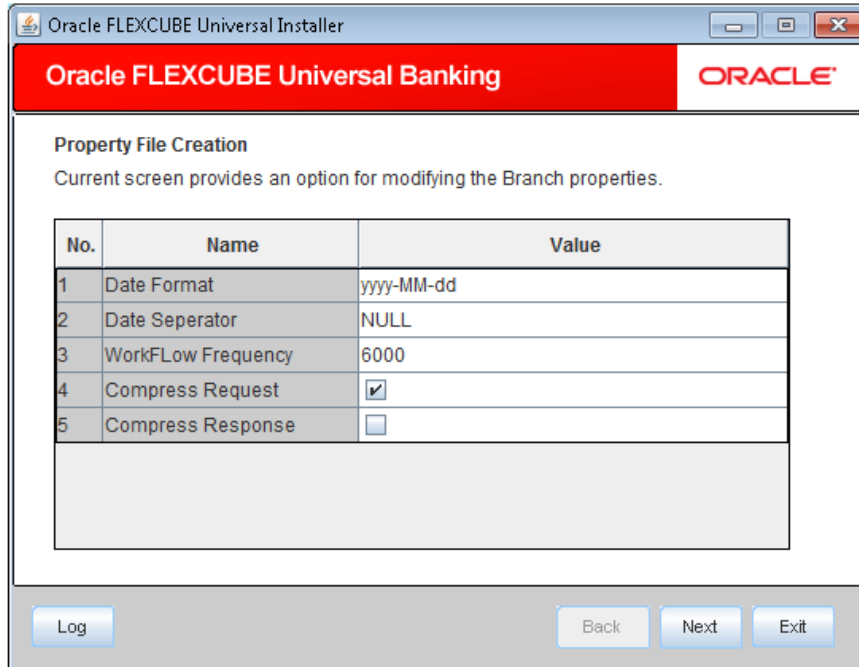 Oracle FLEXCUBE Universal Installer
Oracle FLEXCUBE Universal Banking
ORACLE®
Property File Creation
Current screen provides an option for modifying the Branch properties.
No. Name Value
1 Date Format yyyy-MM-dd
2 Date Seperator NULL
3 WorkFLow Frequency 6000
4 Compress Request
5 Compress Response
Log Back Next Exit